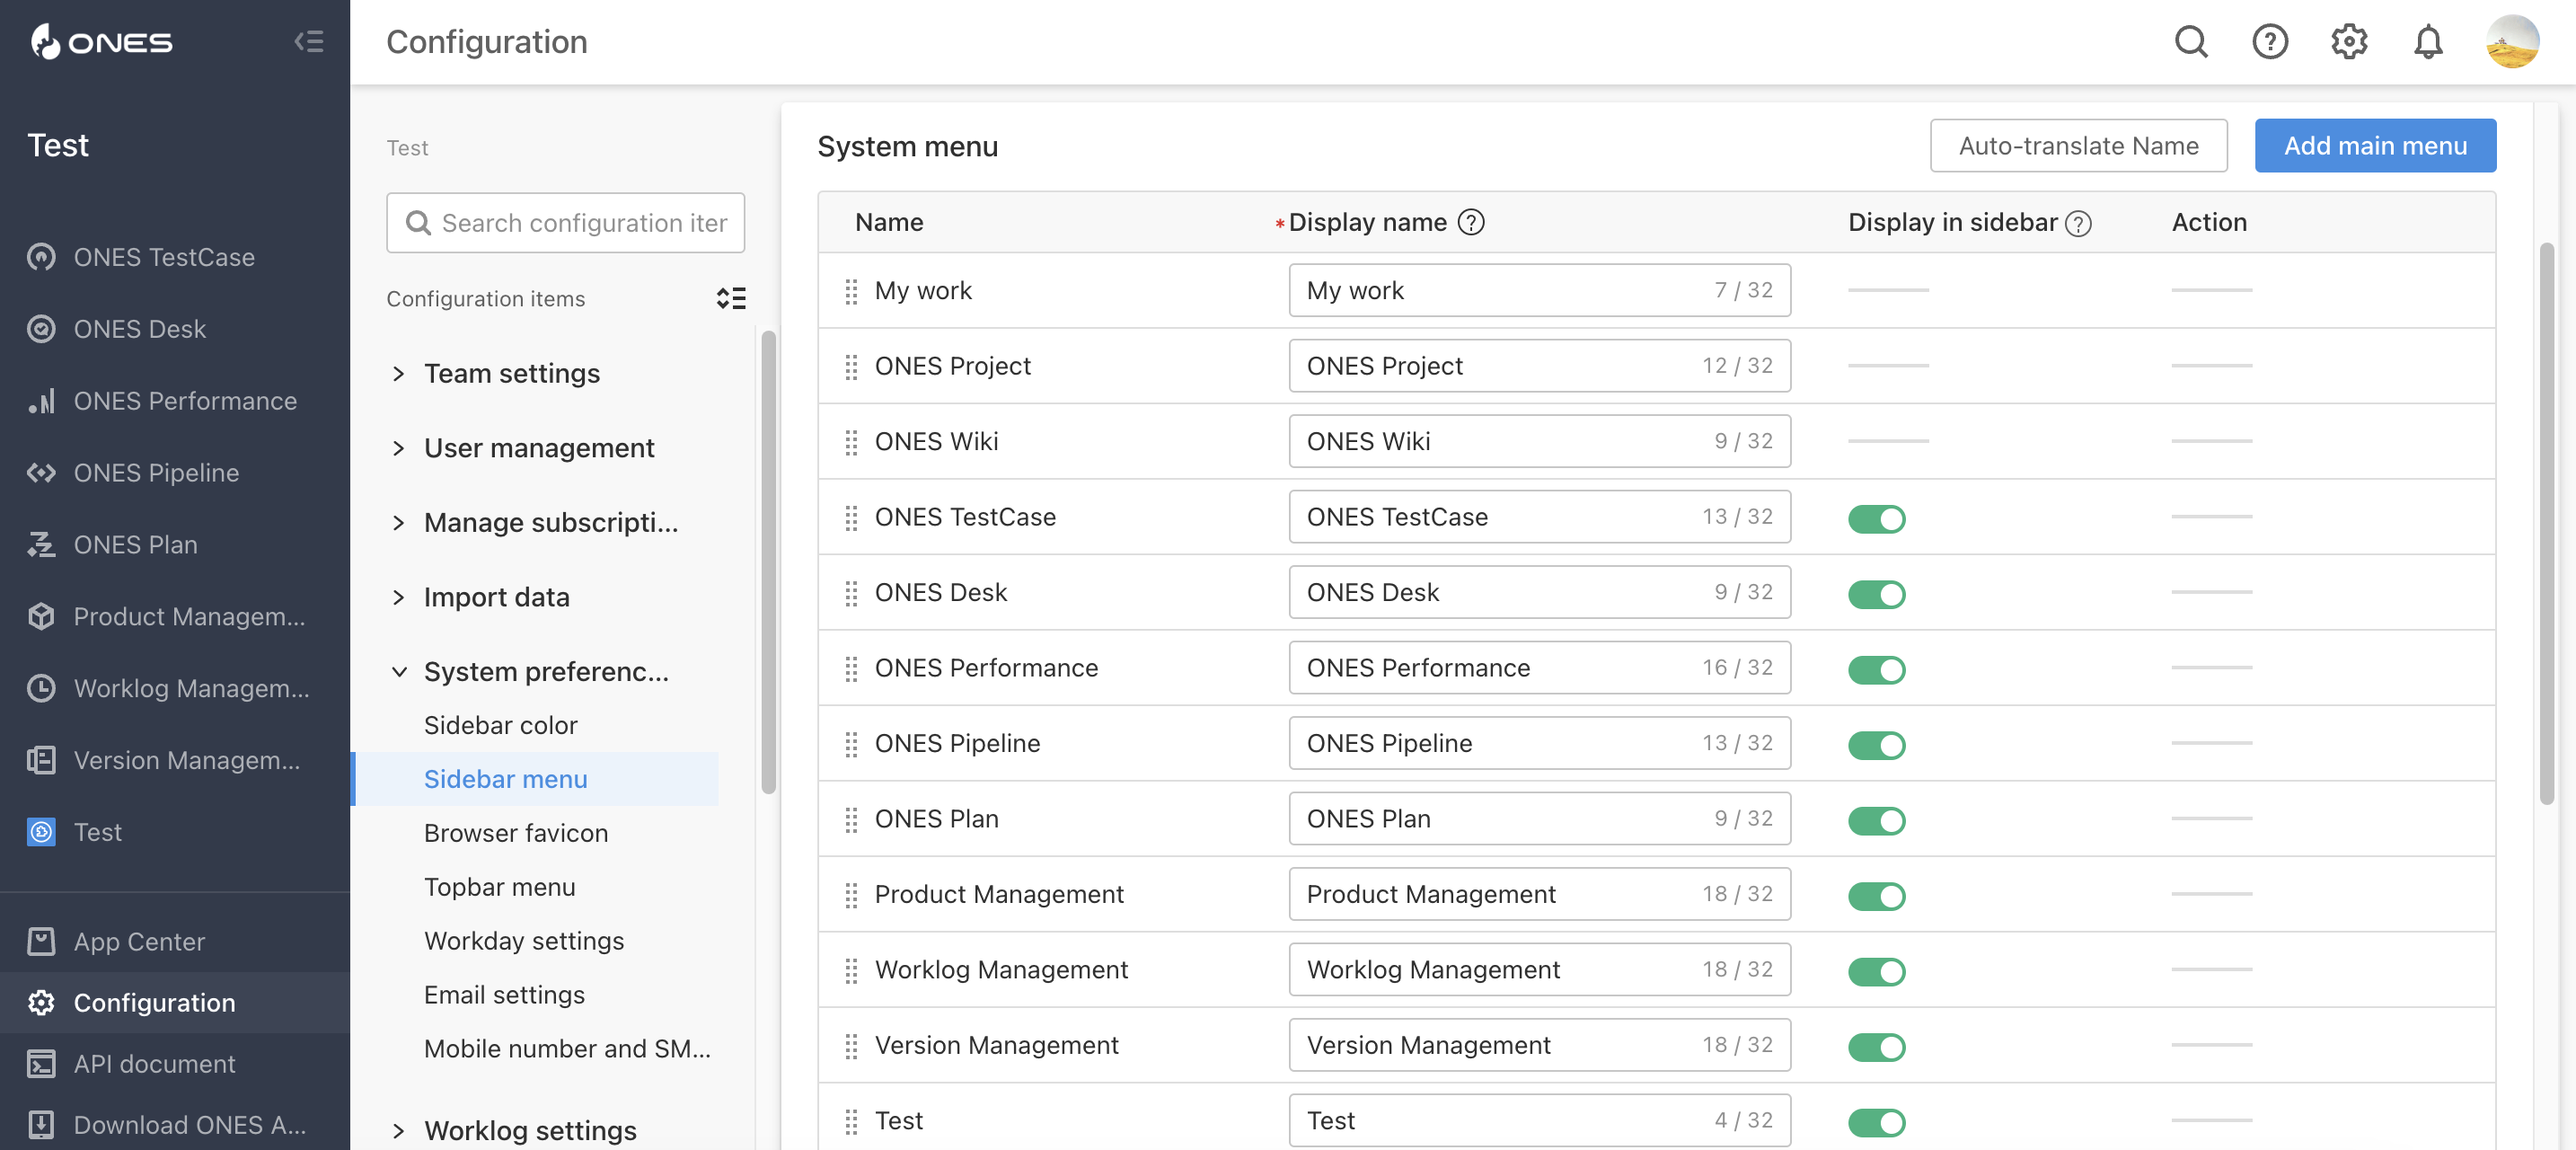 ONES
Test
ONES TestCase
ONES Desk
ONES Performance
ONES Pipeline
ONES Plan
Product Managem...
Worklog Managem...
Version Managem...
Test
App Center
Configuration
API document
Download ONES A...
Configuration
Test
Search configuration iter
Configuration items
Team settings
User management
Manage subscripti...
Import data
System preferenc...
Sidebar color
Sidebar menu
Browser favicon
Topbar menu
Workday settings
Email settings
Mobile number and SM...
Worklog settings
System menu
Auto-translate Name
Add main menu
Name * Display name ? Display in sidebar ? Action
My work My work 7 / 32
ONES Project ONES Project 12 / 32
ONES Wiki ONES Wiki 9 / 32
ONES TestCase ONES TestCase 13 / 32
ONES Desk ONES Desk 9 / 32
ONES Performance ONES Performance 16 / 32
ONES Pipeline ONES Pipeline 13 / 32
ONES Plan ONES Plan 9 / 32
Product Management Product Management 18 / 32
Worklog Management Worklog Management 18 / 32
Version Management Version Management 18 / 32
Test Test 4 / 32